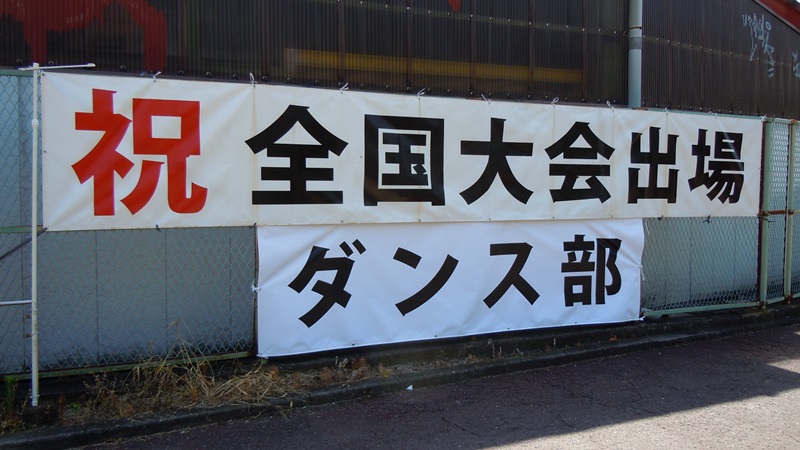 祝 全国大会出場
ダンス部